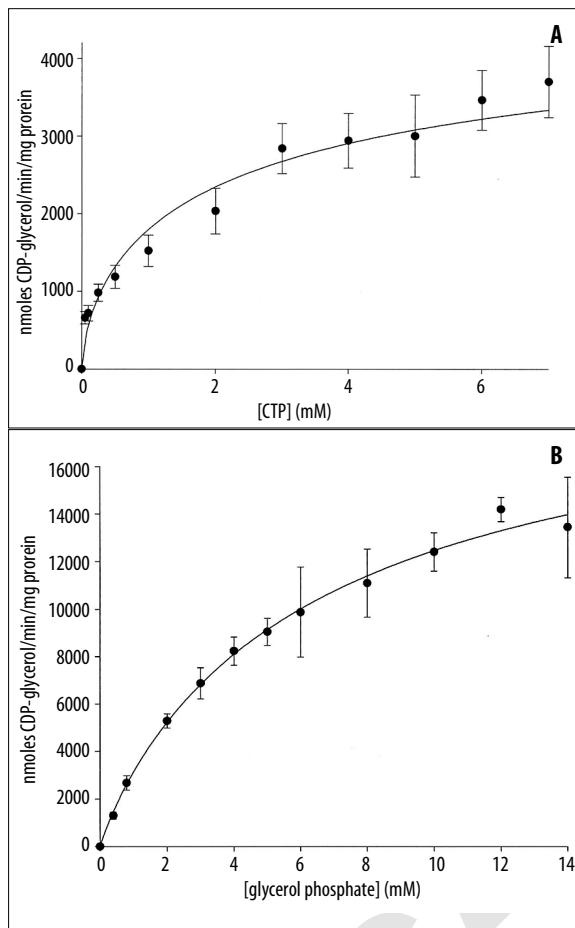 A
4000
3000
2000
1000
0
0 2 4 6
[CTP] (mM)
nmoles CDP-glycerol/min/mg prorein
B
16000
14000
12000
10000
8000
6000
4000
2000
0
0 2 4 6 8 10 12 14
[glycerol phosphate] (mM)
nmoles CDP-glycerol/min/mg prorein